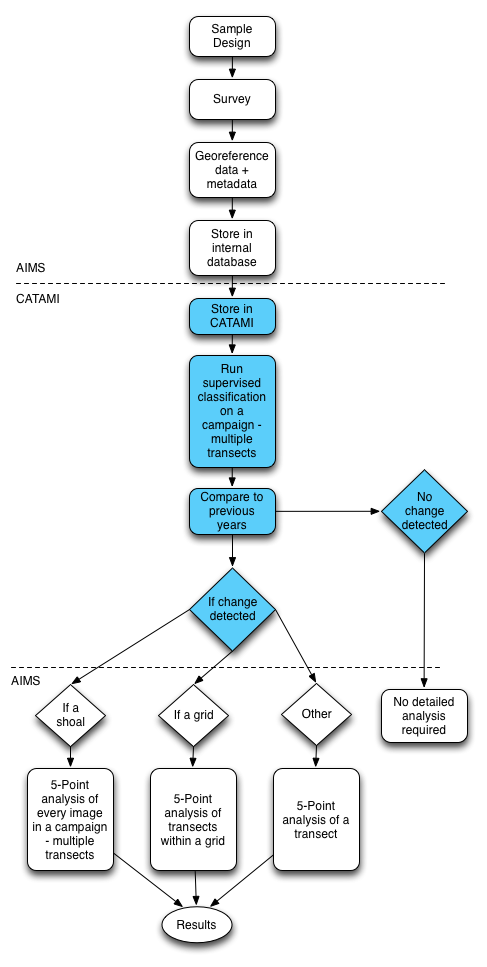 Sample
Design
Survey
Georeference
data +
metadata
Store in
internal
database
AIMS
CATAMI
Store in
CATAMI
Run
supervised
classification
on a
campaign -
multiple
transects
Compare to
previous
years
No
change
detected
If change
detected
AIMS
If a
shoal
If a grid
Other
No detailed
analysis
required
5-Point
analysis of
every image
in a campaign
- multiple
transects
5-Point
analysis of
transects
within a grid
5-Point
analysis of a
transect
Results